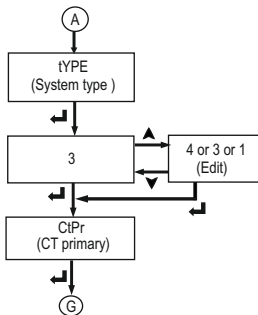 A
tYPE
(System type )
3
4 or 3 or 1
(Edit)
CtPr
(CT primary)
G